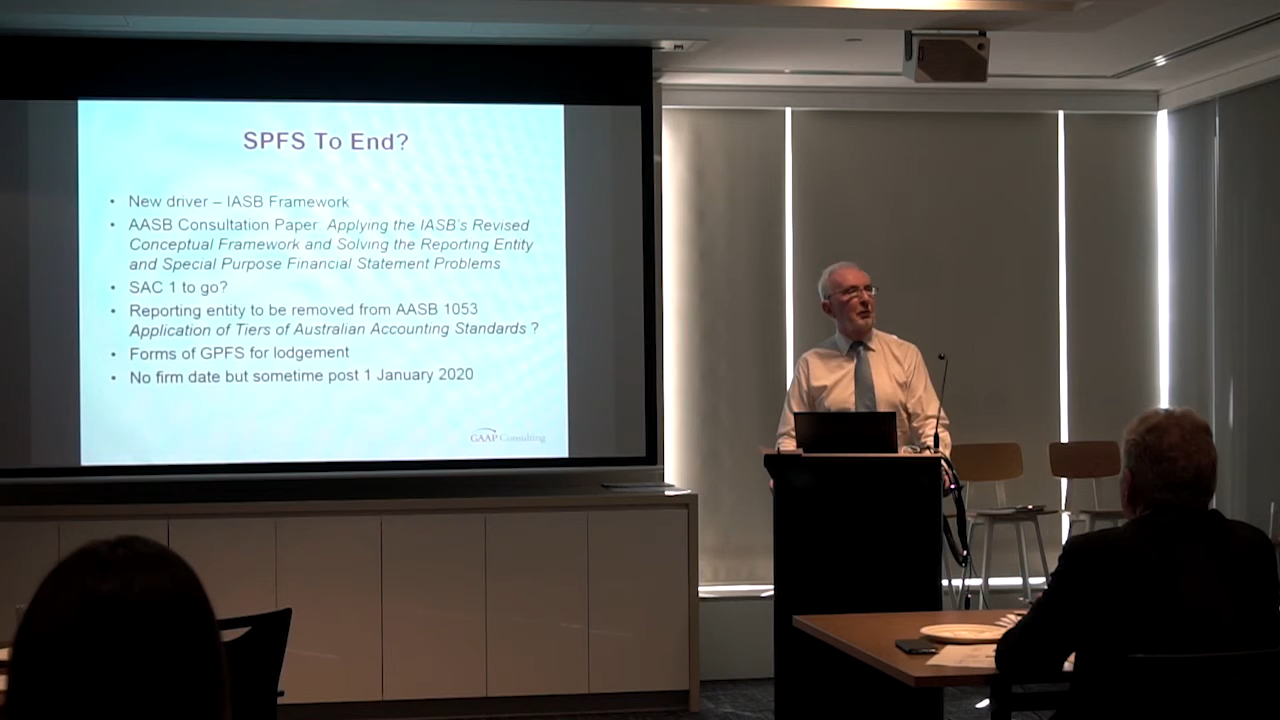 SPFS To End?
• New driver – IASB Framework
• AASB Consultation Paper: Applying the IASB's Revised
Conceptual Framework and Solving the Reporting Entity
and Special Purpose Financial Statement Problems
• SAC 1 to go?
• Reporting entity to be removed from AASB 1053
Application of Tiers of Australian Accounting Standards ?
• Forms of GPFS for lodgement
• No firm date but sometime post 1 January 2020
GAAP Consulting